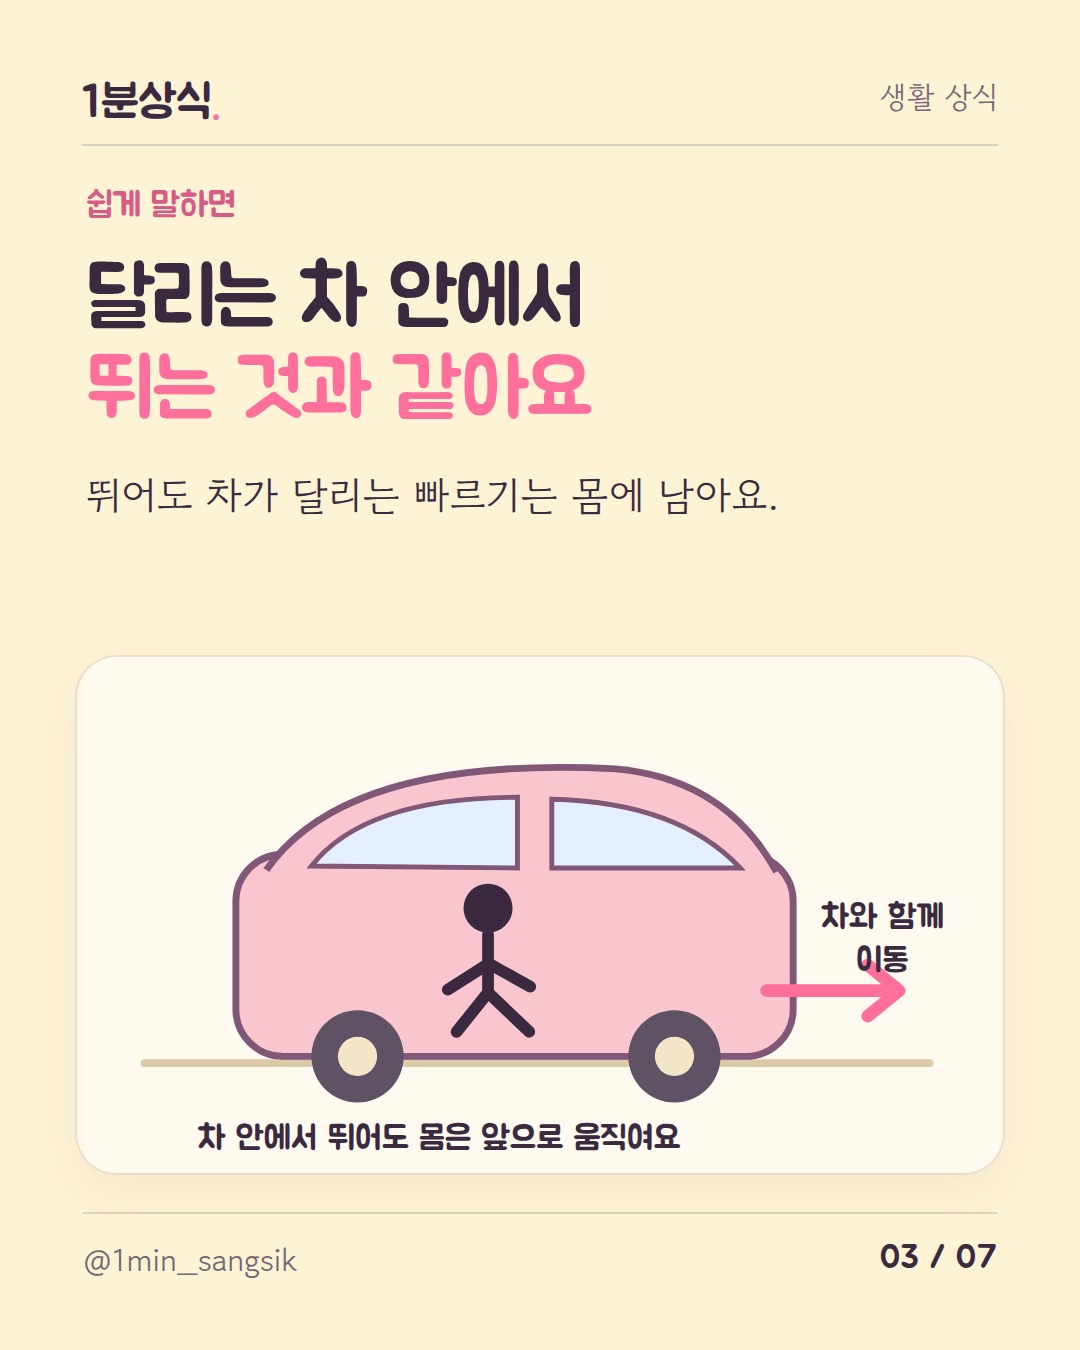 1분상식.
생활 상식
쉽게 말하면
달리는 차 안에서
뛰는 것과 같아요
뛰어도 차가 달리는 빠르기는 몸에 남아요.
차와 함께
이동
차 안에서 뛰어도 몸은 앞으로 움직여요
@1min_sangsik
03 / 07